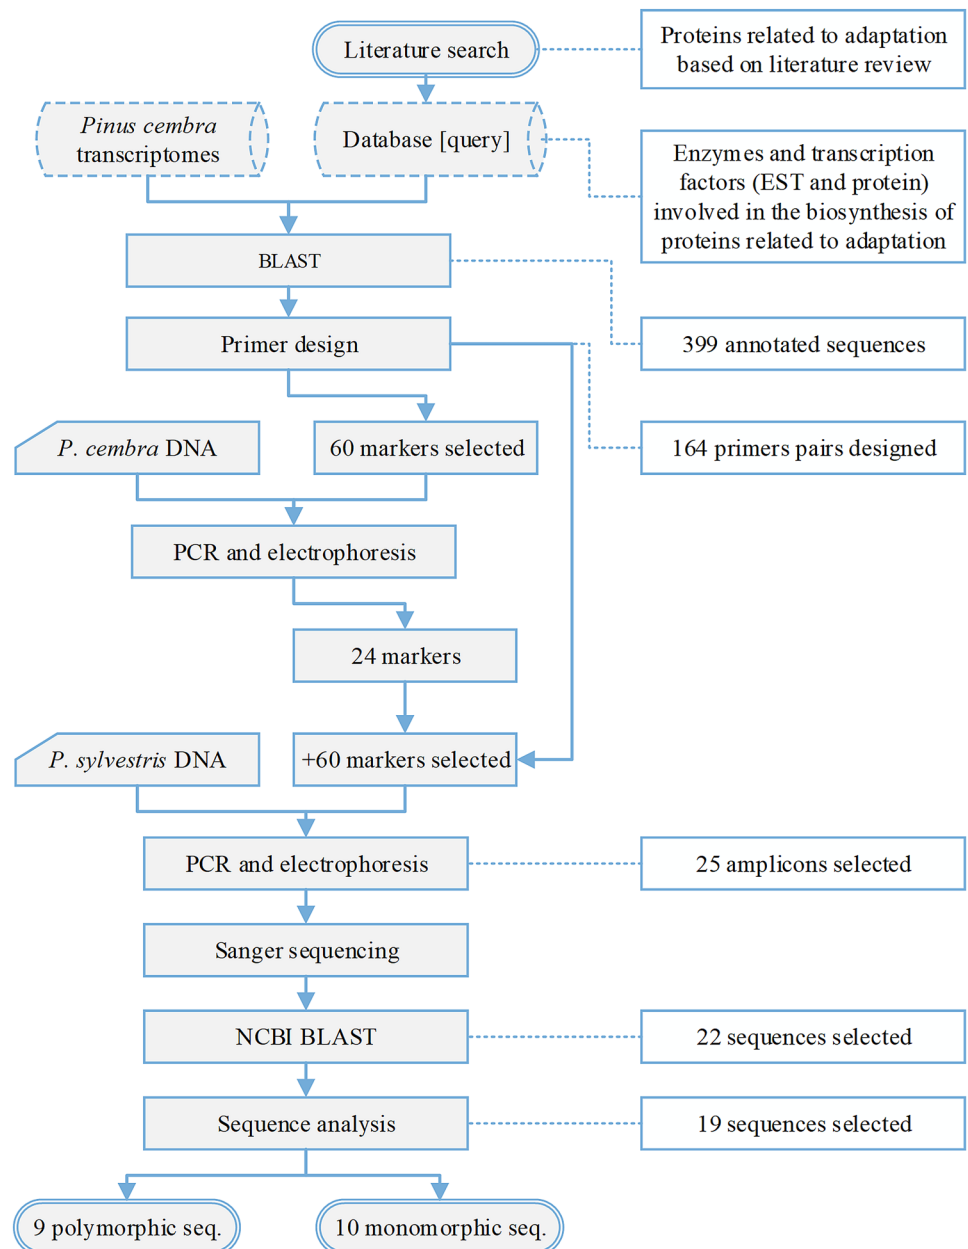 Literature search
Proteins related to adaptation
based on literature review
Pinus cembra
transcriptomes
Database [query]
Enzymes and transcription
factors (EST and protein)
involved in the biosynthesis of
proteins related to adaptation
BLAST
Primer design
399 annotated sequences
P. cembra DNA
60 markers selected
164 primers pairs designed
PCR and electrophoresis
24 markers
P. sylvestris DNA
+60 markers selected
PCR and electrophoresis
25 amplicons selected
Sanger sequencing
NCBI BLAST
22 sequences selected
Sequence analysis
19 sequences selected
9 polymorphic seq.
10 monomorphic seq.